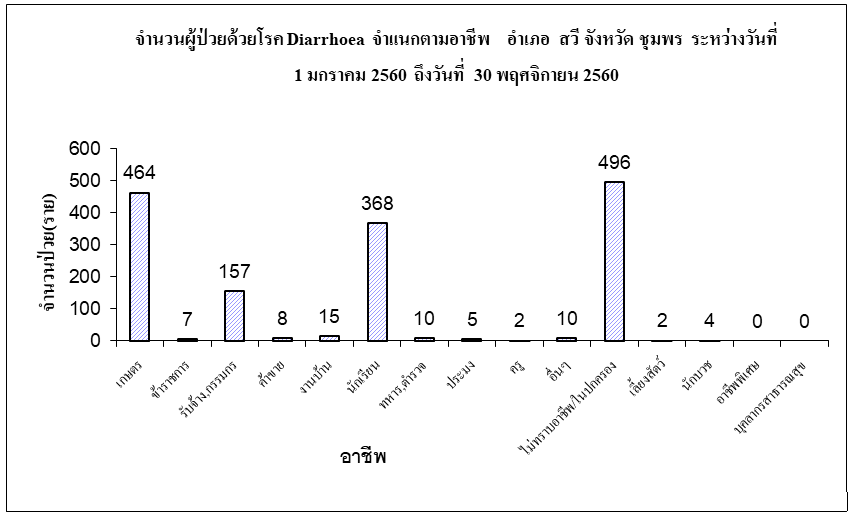 จำนวนผู้ป่วยด้วยโรค Diarrhoea จำแนกตามอาชีพ อำเภอ สวี จังหวัด ชุมพร ระหว่างวันที่
1 มกราคม 2560 ถึงวันที่ 30 พฤศจิกายน 2560
จำนวนป่วย(ราย)
600
500
400
300
200
100
0
464
7
157
8
15
368
10
5
2
10
496
2
4
0
0
เกษตร
ข้าราชการ
รับจ้าง,กรรมกร
ค้าขาย
งานบ้าน
นักเรียน
ทหาร,ตำรวจ
ประมง
ครู
อื่นๆ
ไม่ทราบอาชีพ/ในปกครอง
เลี้ยงสัตว์
นักบวช
อาชีพพิเศษ
บุคลากรสาธารณสุข
อาชีพ